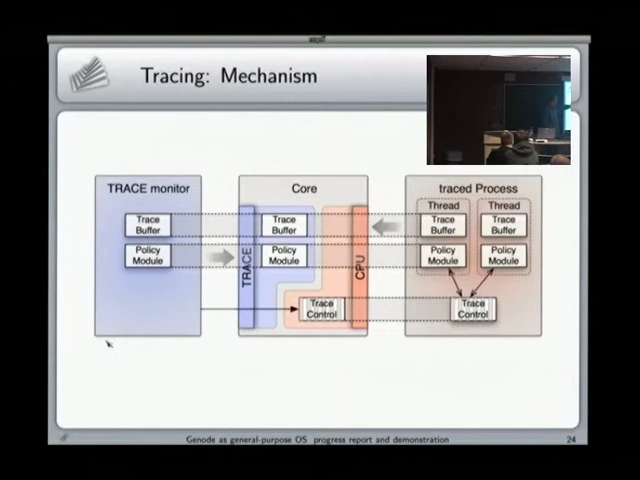 Tracing: Mechanism
TRACE monitor
Trace
Buffer
Policy
Module
Core
TRACE
Trace
Buffer
Policy
Module
Trace
Control
CPU
traced Process
Thread
Trace
Buffer
Policy
Module
Thread
Trace
Buffer
Policy
Module
Trace
Control
Genode as general-purpose OS progress report and demonstration
24